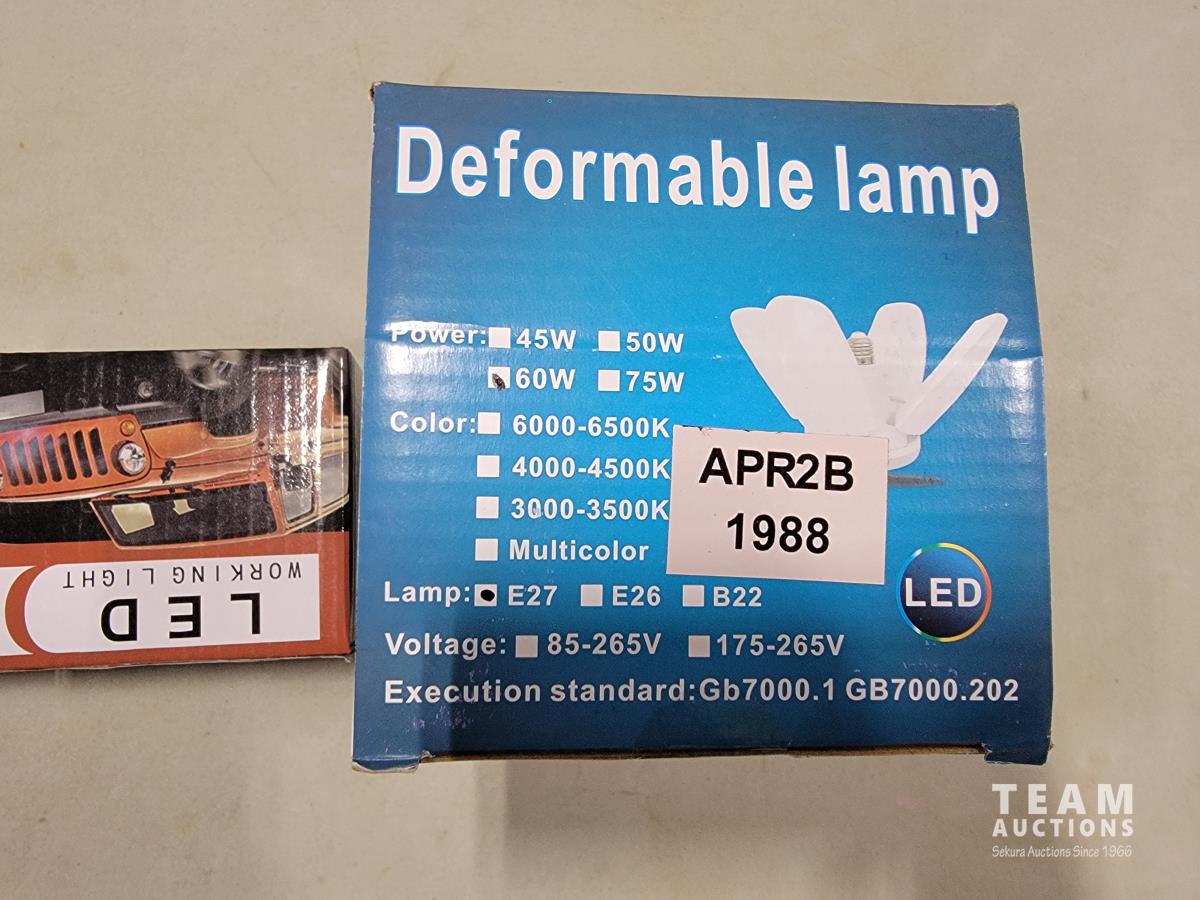 Deformable lamp
Power: 45W 50W
60W 75W
Color: 6000-6500K
4000-4500K
3000-3500K
Multicolor
Lamp: E27 E26 B22
Voltage: 85-265V 175-265V
Execution standard:Gb7000.1 GB7000.202
APR2B
1988
LED
LED
WORKING LIGHT
TEAM
AUCTIONS
Sekura Auctions Since 1966